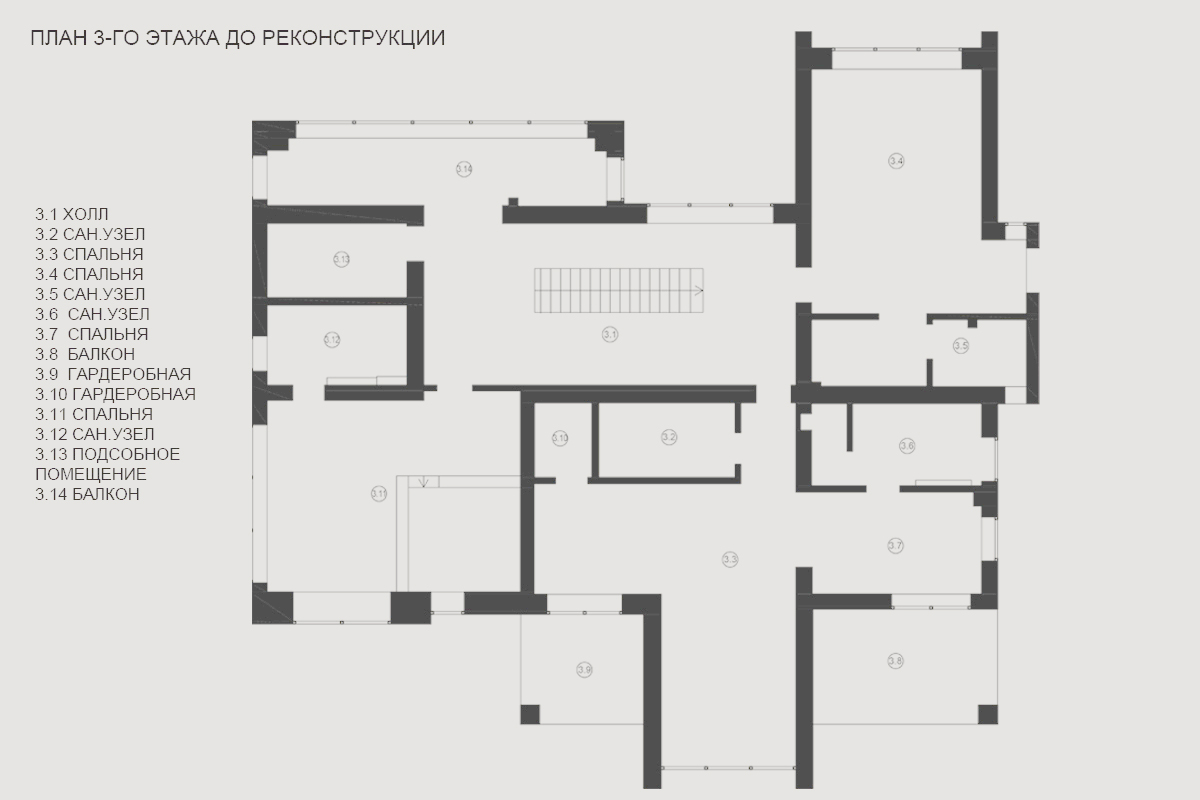 ПЛАН 3-ГО ЭТАЖА ДО РЕКОНСТРУКЦИИ
3.1 ХОЛЛ
3.2 САН.УЗЕЛ
3.3 СПАЛЬНЯ
3.4 СПАЛЬНЯ
3.5 САН.УЗЕЛ
3.6 САН.УЗЕЛ
3.7 СПАЛЬНЯ
3.8 БАЛКОН
3.9 ГАРДЕРОБНАЯ
3.10 ГАРДЕРОБНАЯ
3.11 СПАЛЬНЯ
3.12 САН.УЗЕЛ
3.13 ПОДСОБНОЕ
ПОМЕЩЕНИЕ
3.14 БАЛКОН
3.4
3.14
3.13
3.1
3.12
3.5
3.10
3.2
3.6
3.11
3.7
3.3
3.9
3.8